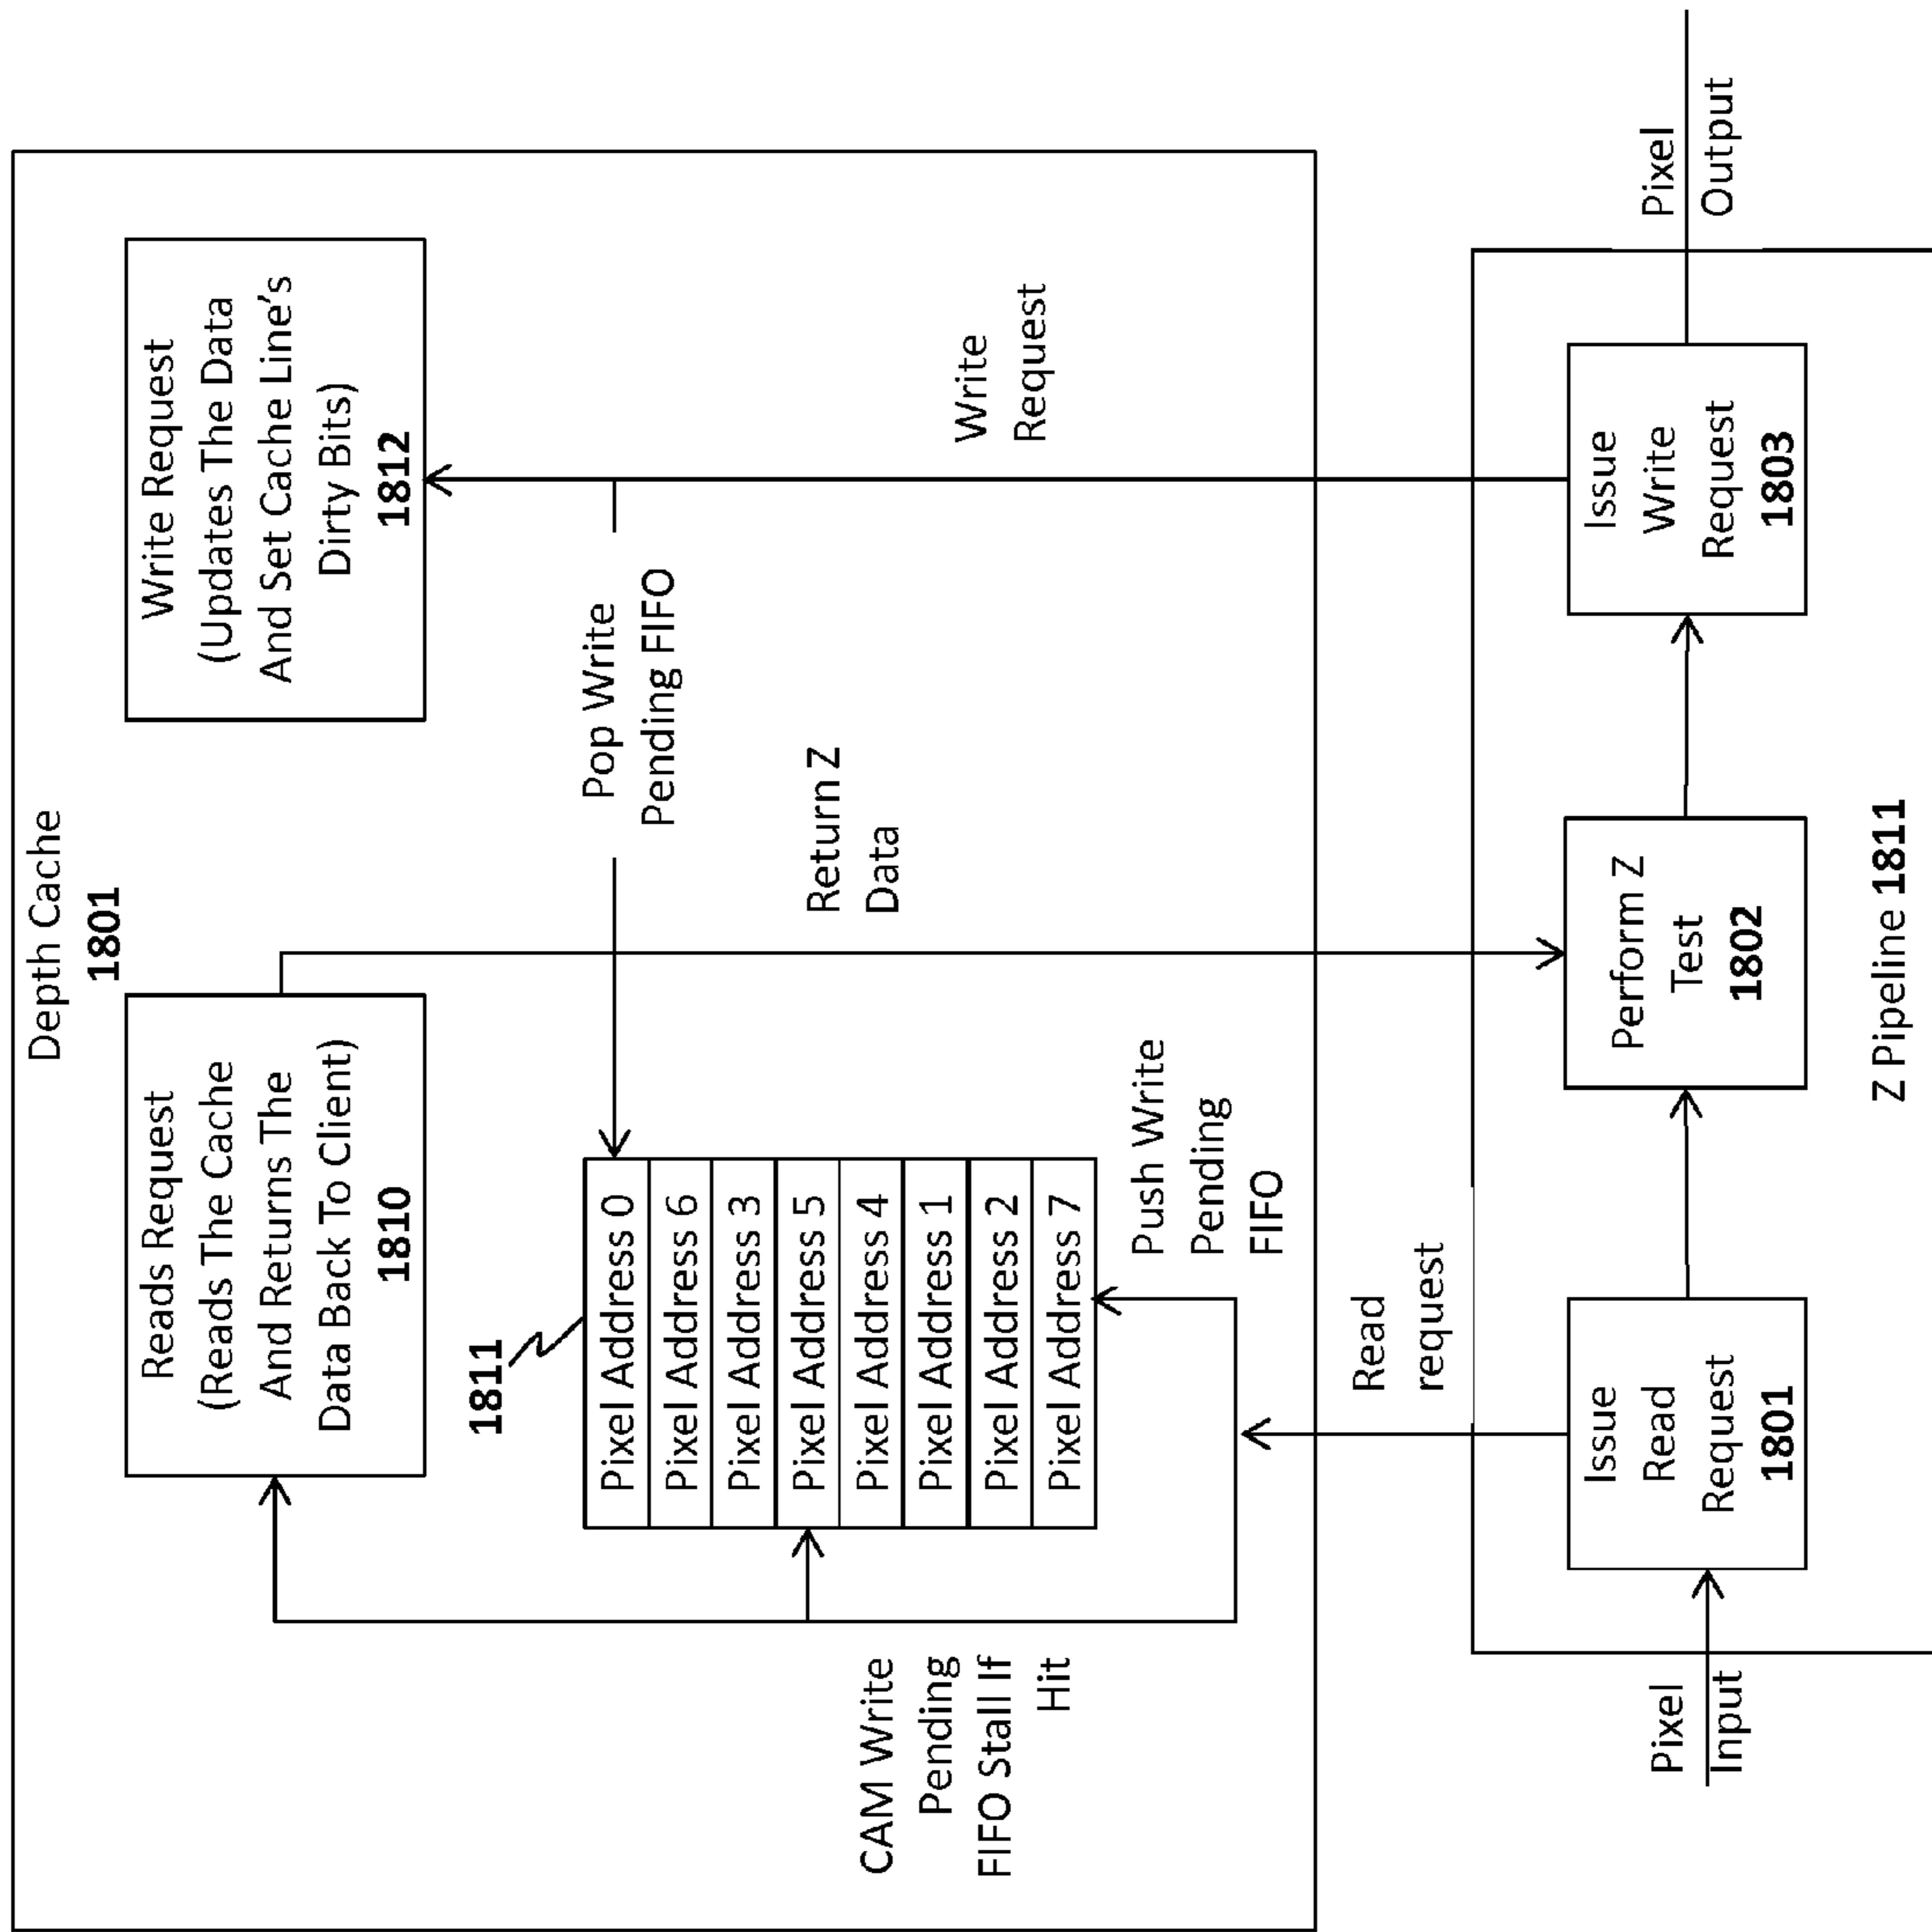 Depth Cache
1801
Reads Request
(Reads The Cache
And Returns The
Data Back To Client)
1810
Write Request
(Updates The Data
And Set Cache Line's
Dirty Bits)
1812
1811
Pixel Address 0
Pixel Address 6
Pixel Address 3
Pixel Address 5
Pixel Address 4
Pixel Address 1
Pixel Address 2
Pixel Address 7
Pop Write
Pending FIFO
Return Z
Data
CAM Write
Pending
FIFO Stall If
Hit
Write
Request
Push Write
Pending
FIFO
Read
request
Pixel
Input
Issue
Read
Request
1801
Perform Z
Test
1802
Issue
Write
Request
1803
Pixel
Output
Z Pipeline 1811